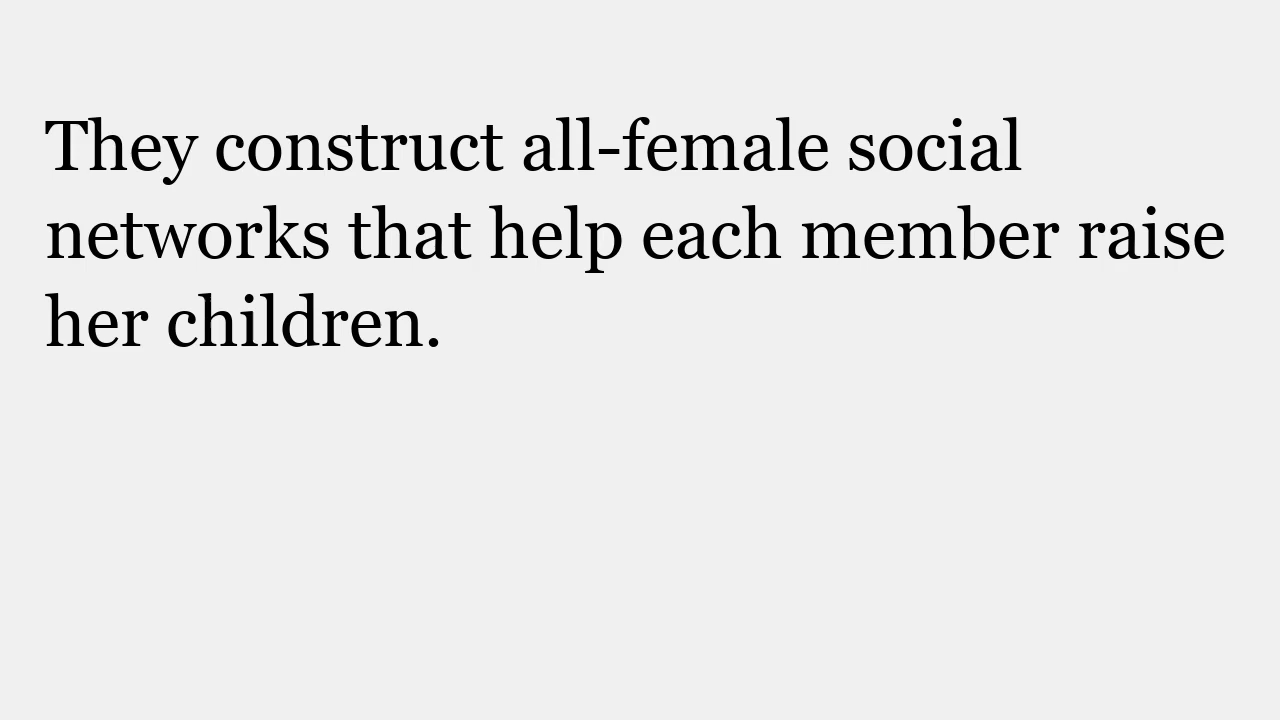 They construct all-female social
networks that help each member raise
her children.